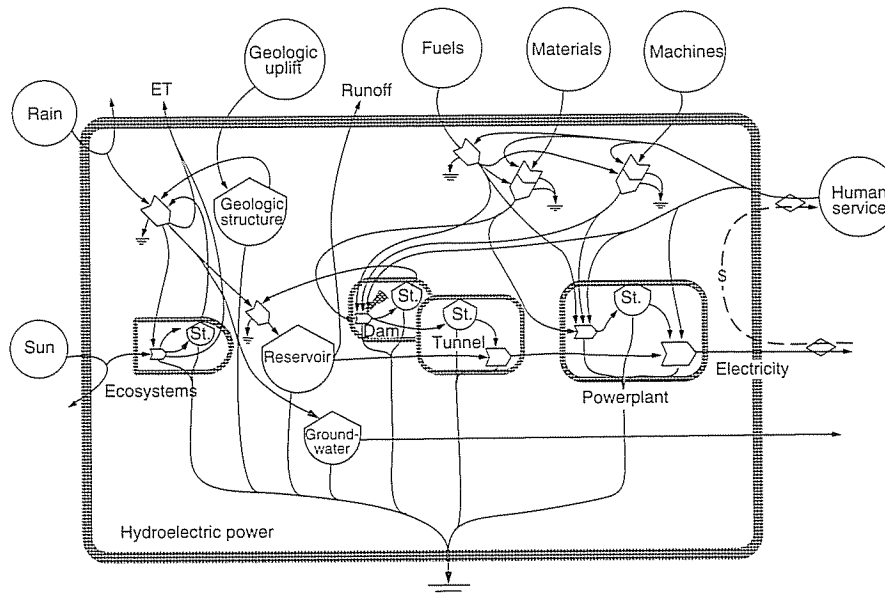 Geologic
uplift
Fuels
Materials
Machines
Rain
ET
Runoff
Human
service
Geologic
structure
$
Sun
St.
Ecosystems
Reservoir
St.
Dam
St.
Tunnel
St.
Powerplant
Electricity
Ground-
water
Hydroelectric power